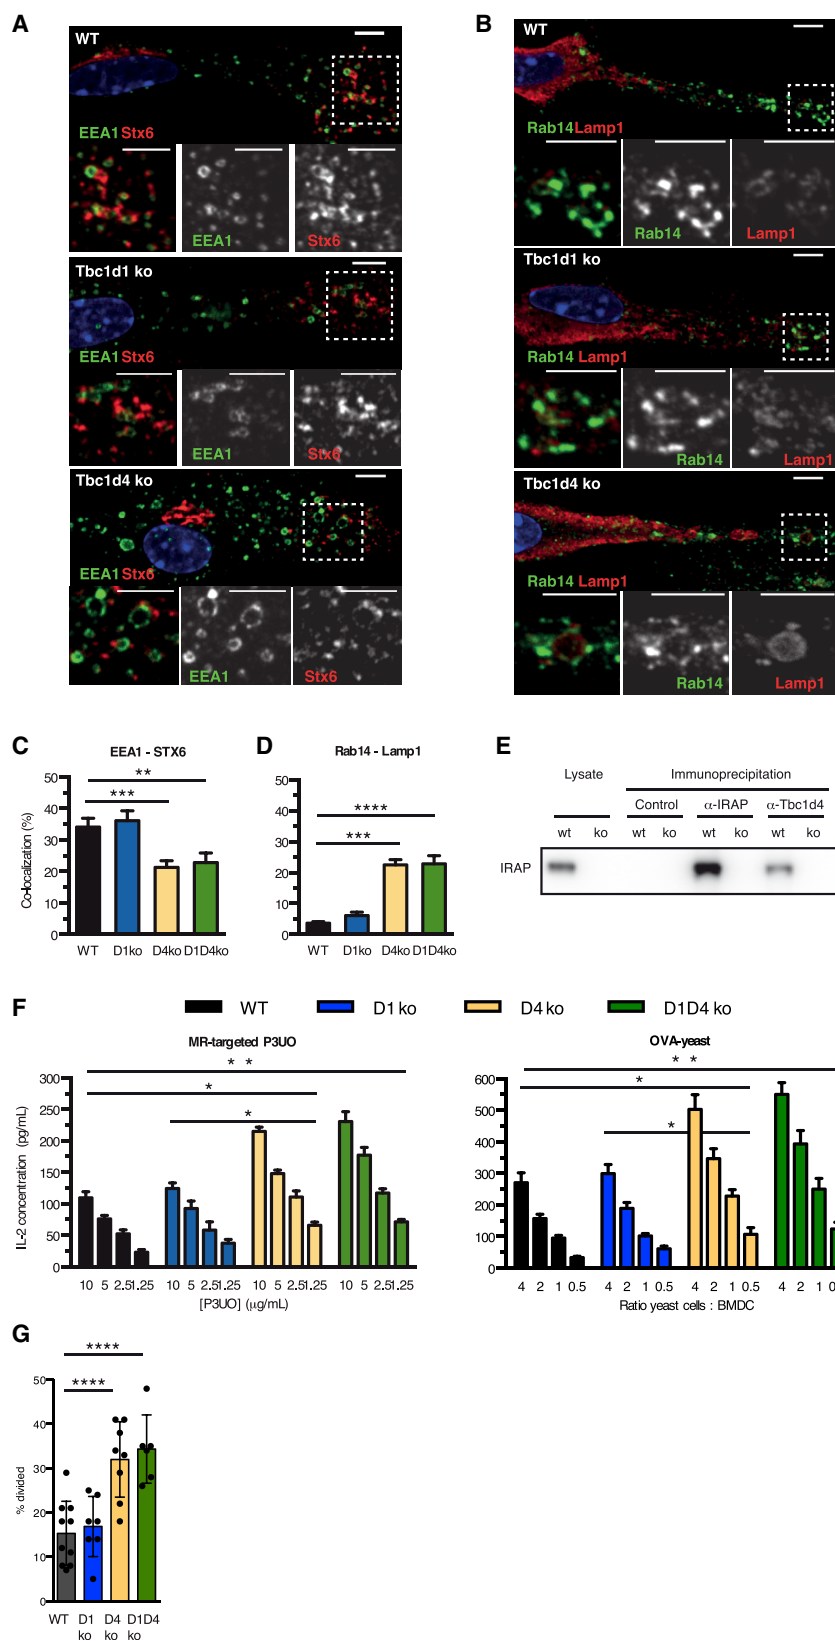 A
WT
EEA1 Stx6
EEA1
Stx6
Tbc1d1 ko
EEA1 Stx6
EEA1
Stx6
Tbc1d4 ko
EEA1 Stx6
EEA1
Stx6
B
WT
Rab14 Lamp1
Rab14
Lamp1
Tbc1d1 ko
Rab14 Lamp1
Rab14
Lamp1
Tbc1d4 ko
Rab14 Lamp1
Rab14
Lamp1
C
EEA1 - STX6
**
***
Co-localization (%)
50
40
30
20
10
0
WT D1ko D4ko D1D4ko
D
Rab14 - Lamp1
****
***
50
40
30
20
10
0
WT D1ko D4ko D1D4ko
E
Lysate Immunoprecipitation
Control α-IRAP α-Tbc1d4
wt ko wt ko wt ko wt ko
IRAP
F
WT D1 ko D4 ko D1D4 ko
MR-targeted P3UO
* *
*
*
IL-2 concentration (pg/mL)
300
250
200
150
100
50
0
10 5 2.5 1.25 10 5 2.5 1.25 10 5 2.5 1.25 10 5 2.5 1.25
[P3UO] (μg/mL)
OVA-yeast
* *
*
*
600
500
400
300
200
100
0
4 2 1 0.5 4 2 1 0.5 4 2 1 0.5 4 2 1
Ratio yeast cells : BMDC
G
****
****
% divided
50
40
30
20
10
0
WT D1 ko D4 ko D1D4 ko